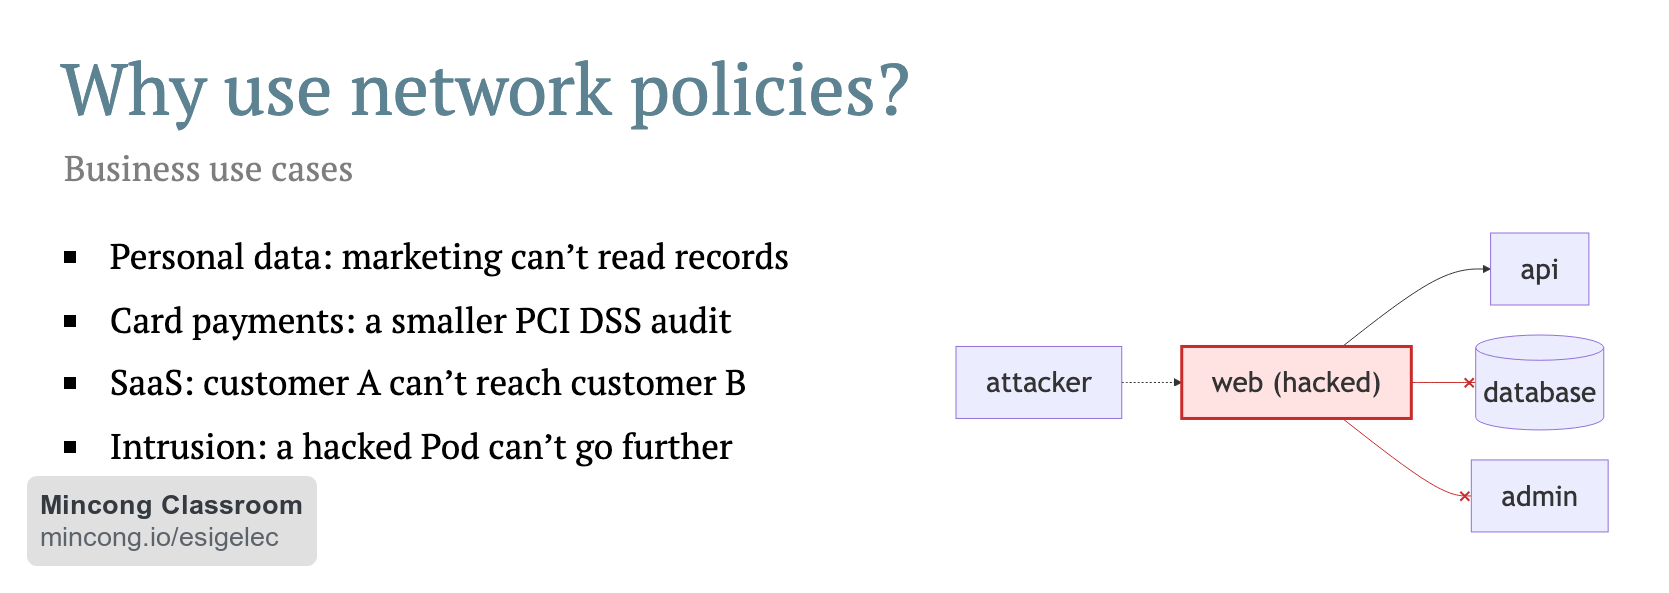 Why use network policies?
Business use cases
Personal data: marketing can’t read records
Card payments: a smaller PCI DSS audit
SaaS: customer A can’t reach customer B
Intrusion: a hacked Pod can’t go further
Mincong Classroom
mincong.io/esigelec
attacker
web (hacked)
api
database
admin